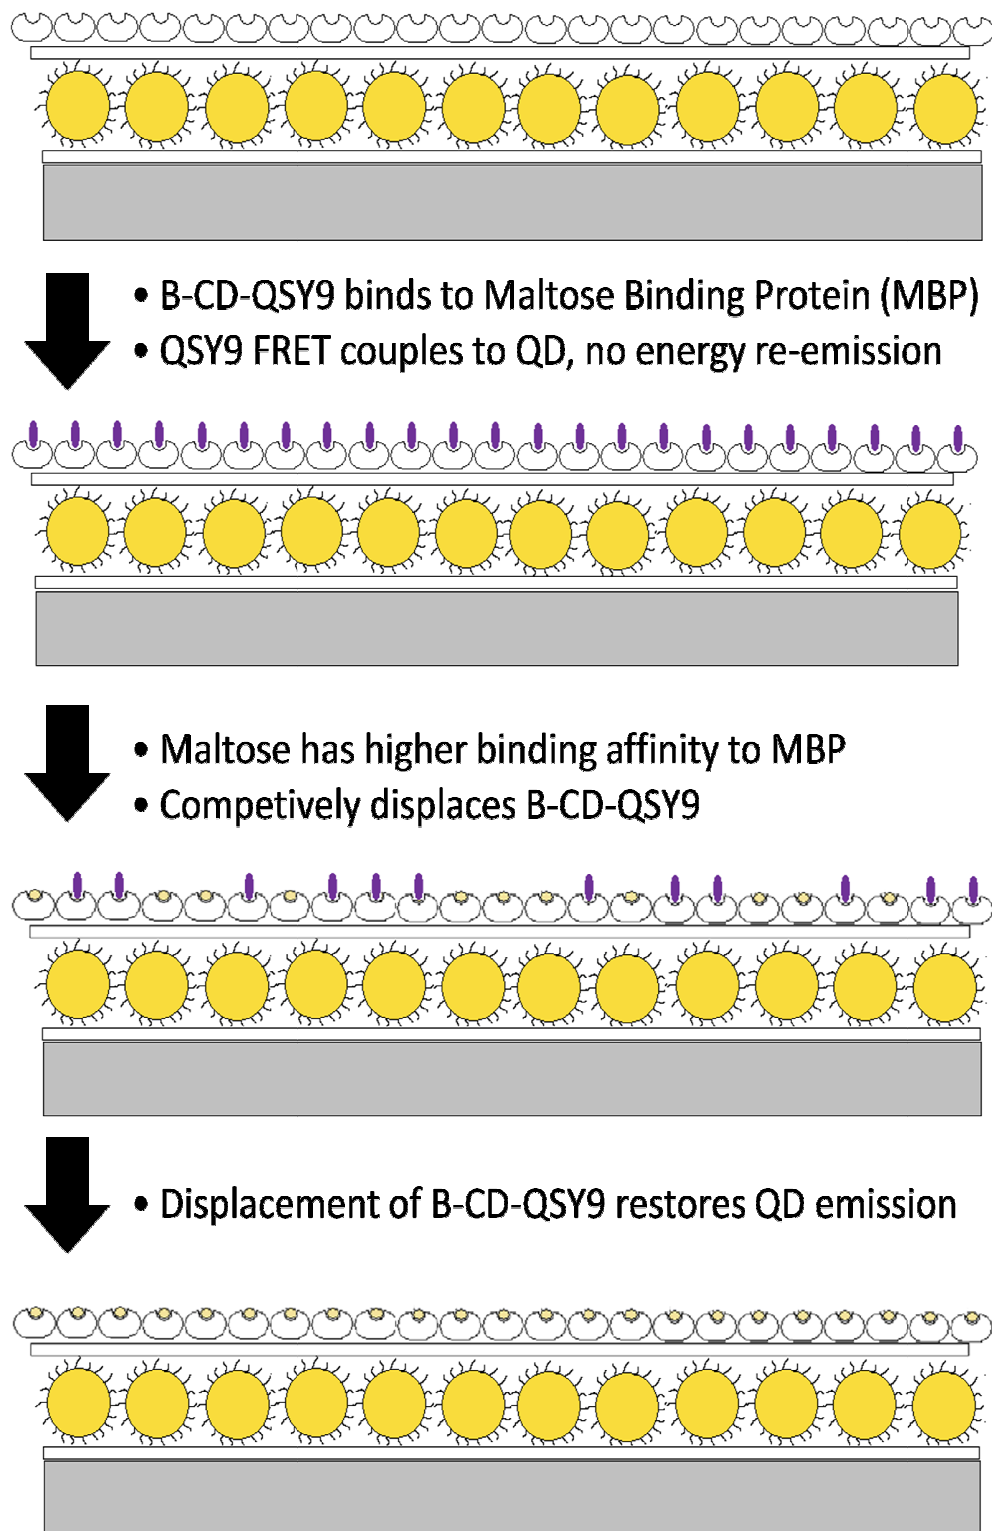 • B-CD-QSY9 binds to Maltose Binding Protein (MBP)
• QSY9 FRET couples to QD, no energy re-emission
• Maltose has higher binding affinity to MBP
• Competively displaces B-CD-QSY9
• Displacement of B-CD-QSY9 restores QD emission